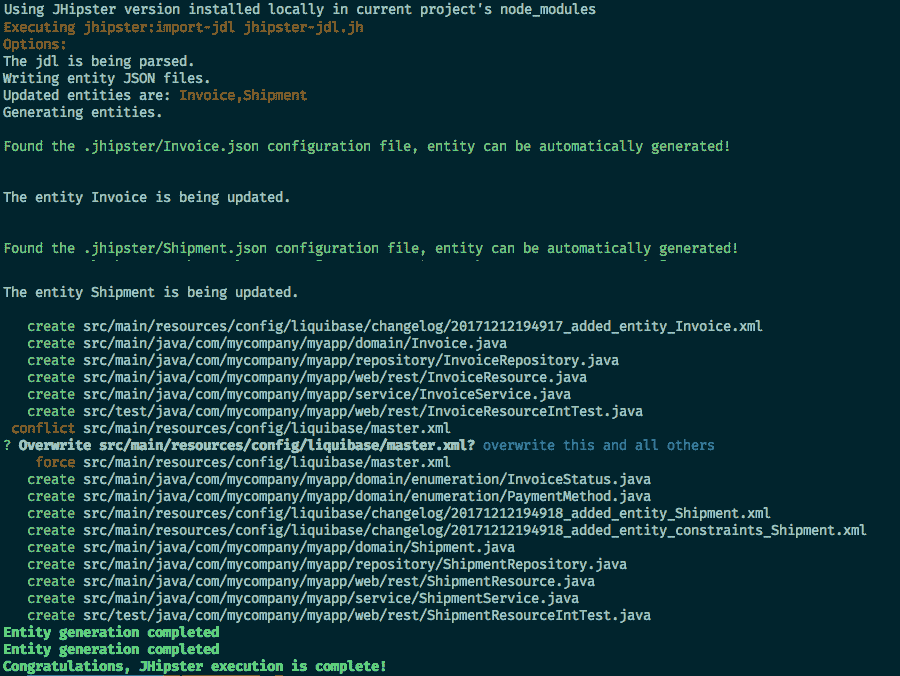 Using JHipster version installed locally in current project's node_modules
Executing jhipster:import-jdl jhipster-jdl.jh
Options:
The jdl is being parsed.
Writing entity JSON files.
Updated entities are: Invoice,Shipment
Generating entities.
Found the .jhipster/Invoice.json configuration file, entity can be automatically generated!
The entity Invoice is being updated.
Found the .jhipster/Shipment.json configuration file, entity can be automatically generated!
The entity Shipment is being updated.
create src/main/resources/config/liquibase/changelog/20171212194917_added_entity_Invoice.xml
create src/main/java/com/mycompany/myapp/domain/Invoice.java
create src/main/java/com/mycompany/myapp/repository/InvoiceRepository.java
create src/main/java/com/mycompany/myapp/web/rest/InvoiceResource.java
create src/main/java/com/mycompany/myapp/service/InvoiceService.java
create src/test/java/com/mycompany/myapp/web/rest/InvoiceResourceIntTest.java
conflict src/main/resources/config/liquibase/master.xml
? Overwrite src/main/resources/config/liquibase/master.xml? overwrite this and all others
force src/main/resources/config/liquibase/master.xml
create src/main/java/com/mycompany/myapp/domain/enumeration/InvoiceStatus.java
create src/main/java/com/mycompany/myapp/domain/enumeration/PaymentMethod.java
create src/main/resources/config/liquibase/changelog/20171212194918_added_entity_Shipment.xml
create src/main/resources/config/liquibase/changelog/20171212194918_added_entity_constraints_Shipment.xml
create src/main/java/com/mycompany/myapp/domain/Shipment.java
create src/main/java/com/mycompany/myapp/repository/ShipmentRepository.java
create src/main/java/com/mycompany/myapp/web/rest/ShipmentResource.java
create src/main/java/com/mycompany/myapp/service/ShipmentService.java
create src/test/java/com/mycompany/myapp/web/rest/ShipmentResourceIntTest.java
Entity generation completed
Entity generation completed
Congratulations, JHipster execution is complete!